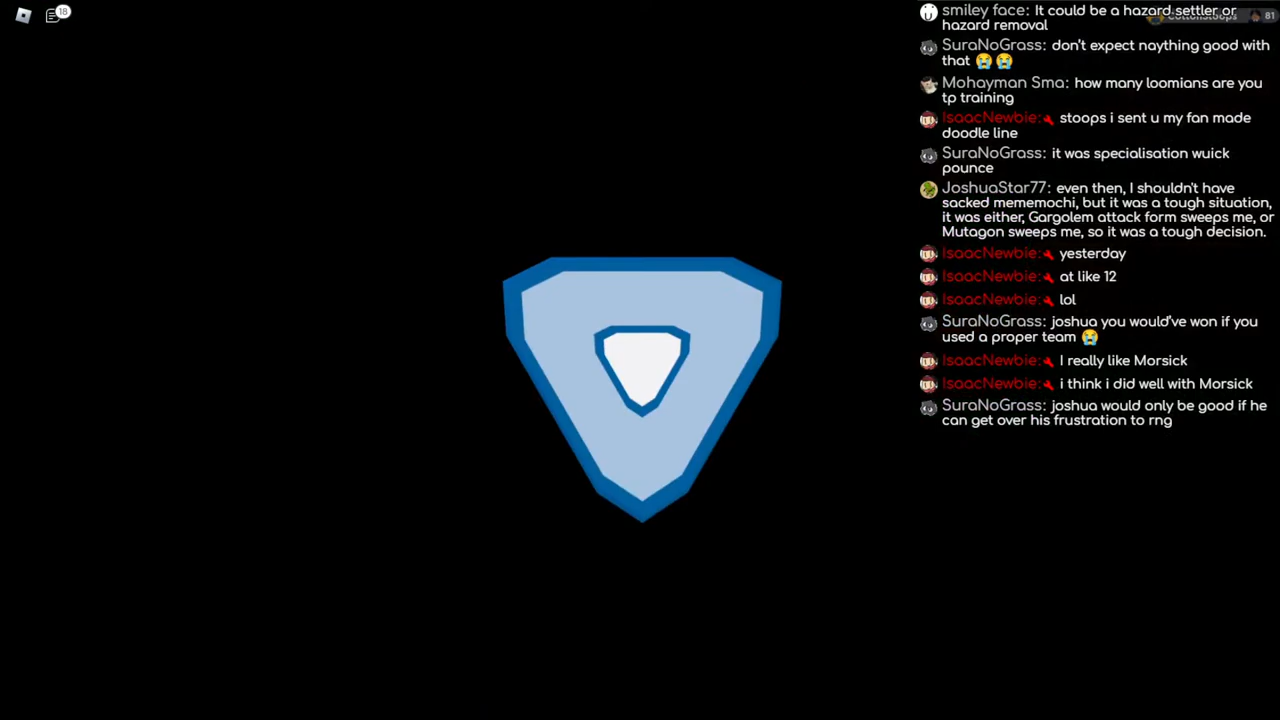 18
smiley face: It could be a hazard settler or
hazard removal
CottonStoops 81
SuraNoGrass: don't expect naything good with
that 😭😭
Mohayman Sma: how many loomians are you
tp training
IsaacNewbie: stoops i sent u my fan made
doodle line
SuraNoGrass: it was specialisation wuick
pounce
JoshuaStar77: even then, I shouldn't have
sacked mememochi, but it was a tough situation,
it was either, Gargolem attack form sweeps me, or
Mutagon sweeps me, so it was a tough decision.
IsaacNewbie: yesterday
IsaacNewbie: at like 12
IsaacNewbie: lol
SuraNoGrass: joshua you would've won if you
used a proper team 😭
IsaacNewbie: I really like Morsick
IsaacNewbie: i think i did well with Morsick
SuraNoGrass: joshua would only be good if he
can get over his frustration to rng